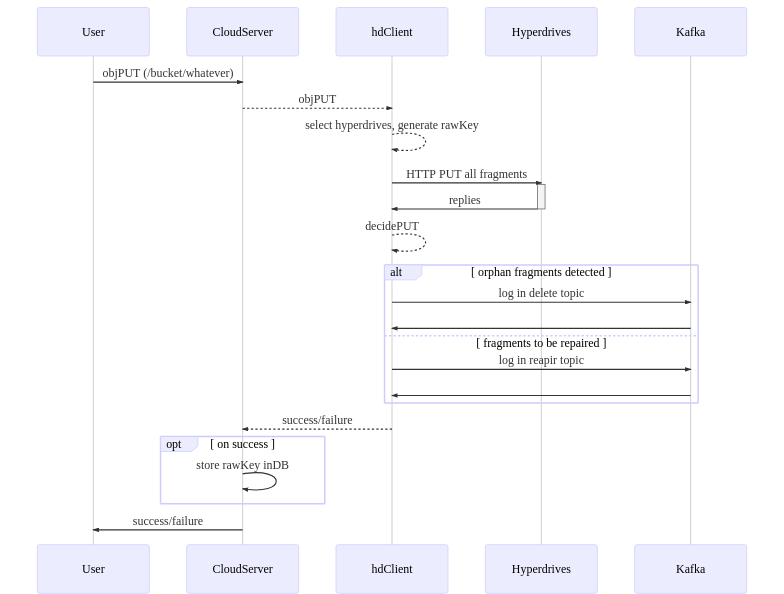 User CloudServer hdClient Hyperdrives Kafka
objPUT (/bucket/whatever)
objPUT
select hyperdrives, generate rawKey
HTTP PUT all fragments
replies
decidePUT
alt [ orphan fragments detected ]
log in delete topic
[ fragments to be repaired ]
log in reapir topic
success/failure
opt [ on success ]
store rawKey inDB
success/failure
User CloudServer hdClient Hyperdrives Kafka